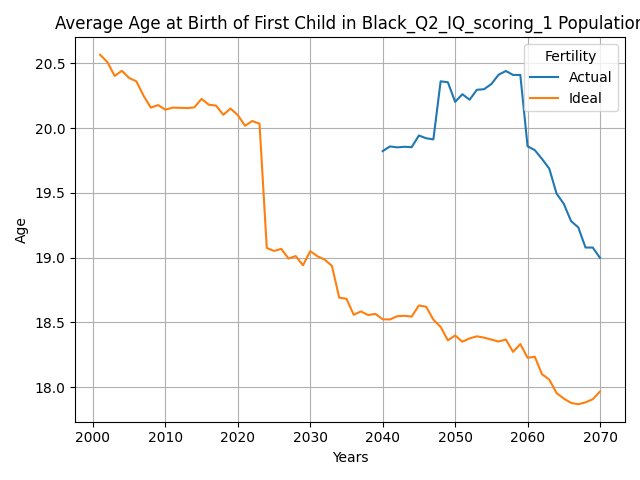 Average Age at Birth of First Child in Black_Q2_IQ_scoring_1 Population
Fertility
Actual
Ideal
20.5
20.0
19.5
19.0
18.5
18.0
Age
2000 2010 2020 2030 2040 2050 2060 2070
Years